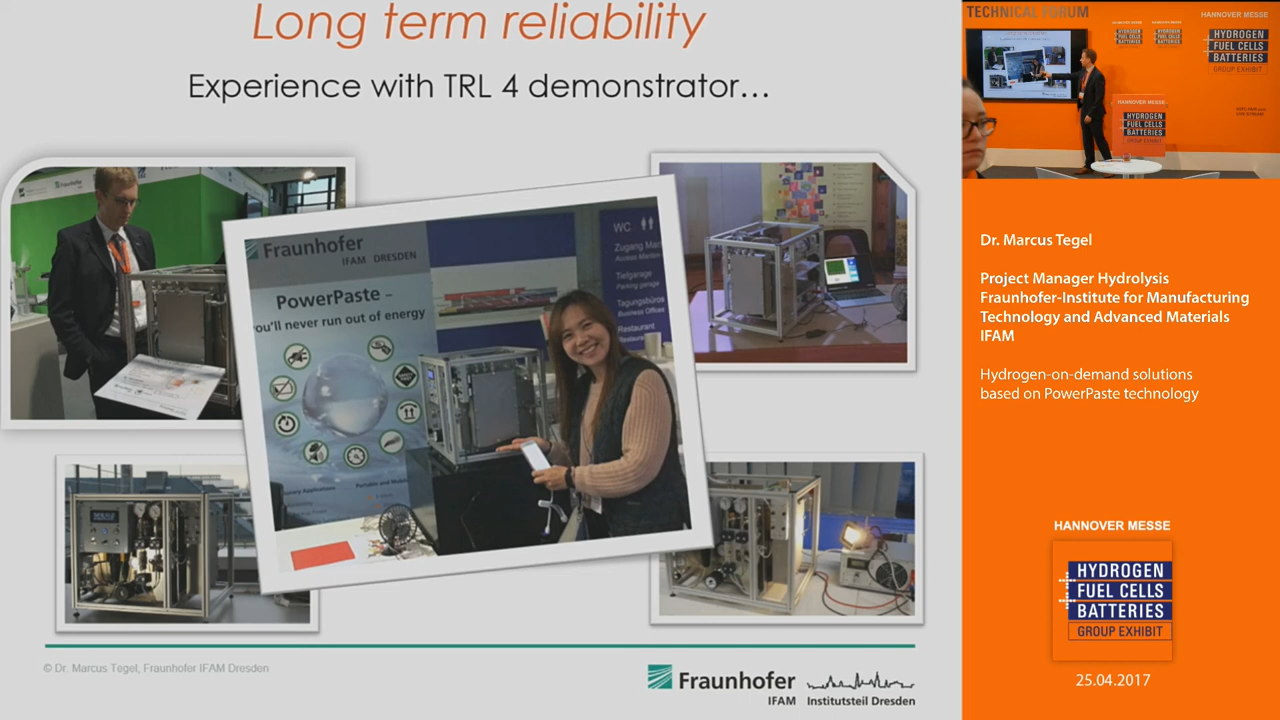 Long term reliability
Experience with TRL 4 demonstrator...
Fraunhofer
Fraunhofer
IFAM DRESDEN
PowerPaste –
you'll never run out of energy
WC
Zugang
Tiefgarage
Parking garage
Tagungsbüros
Business Offices
Restaurant
© Dr. Marcus Tegel, Fraunhofer IFAM Dresden
Fraunhofer
IFAM
Institutsteil Dresden
TECHNICAL FORUM
HANNOVER MESSE
HYDROGEN
FUEL CELLS
BATTERIES
GROUP EXHIBIT
HANNOVER MESSE
HYDROGEN
FUEL CELLS
BATTERIES
GROUP EXHIBIT
Dr. Marcus Tegel
Project Manager Hydrolysis
Fraunhofer-Institute for Manufacturing
Technology and Advanced Materials
IFAM
Hydrogen-on-demand solutions
based on PowerPaste technology
HANNOVER MESSE
HYDROGEN
FUEL CELLS
BATTERIES
GROUP EXHIBIT
25.04.2017